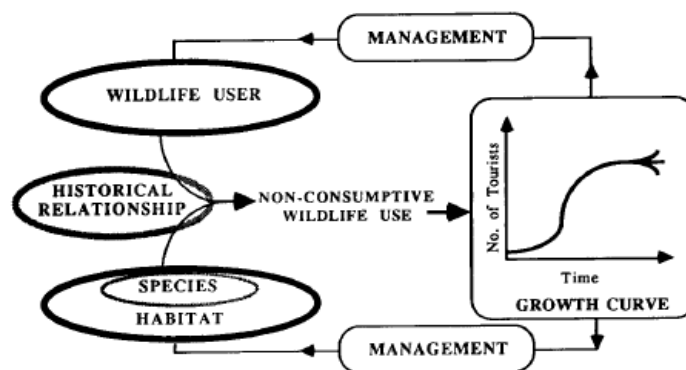 MANAGEMENT
WILDLIFE USER
HISTORICAL
RELATIONSHIP
NON-CONSUMPTIVE
WILDLIFE USE
No. of Tourists
Time
GROWTH CURVE
SPECIES
HABITAT
MANAGEMENT